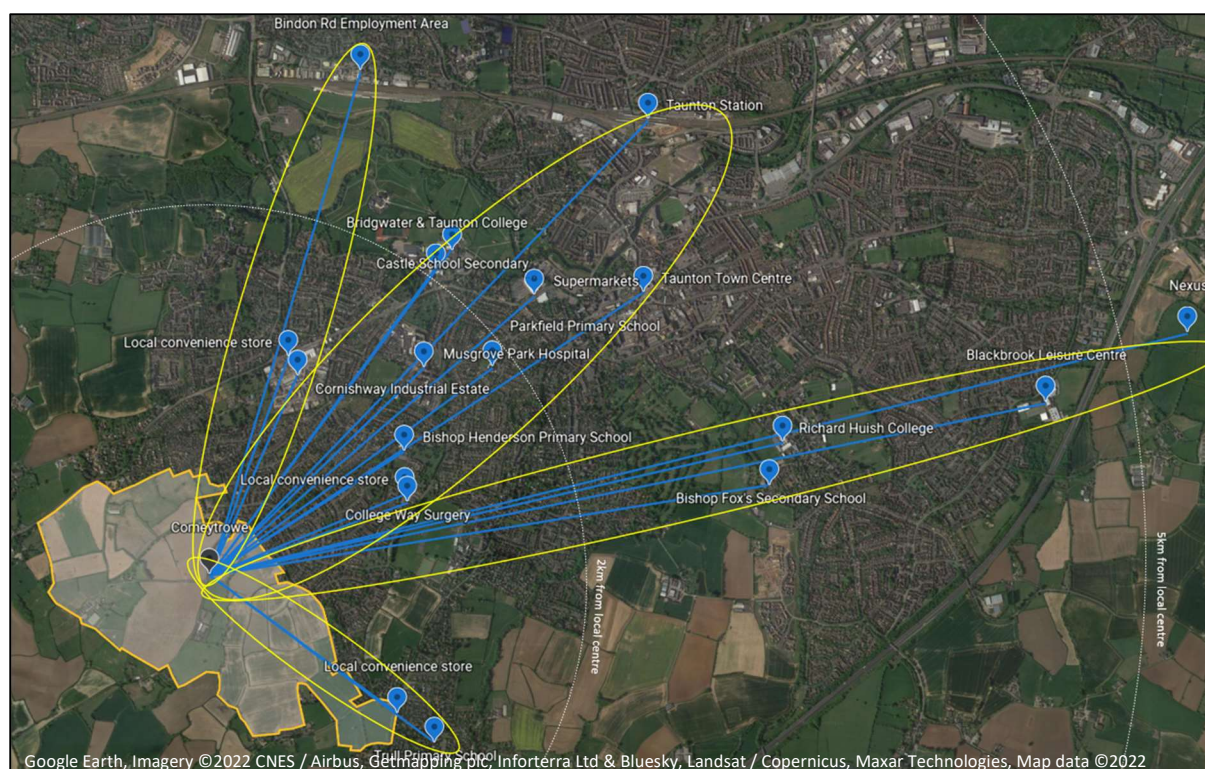 Bindon Rd Employment Area
Taunton Station
Bridgwater & Taunton College
Castle School Secondary
Supermarkets
Taunton Town Centre
Nexus
Local convenience store
Parkfield Primary School
Musgrove Park Hospital
Blackbrook Leisure Centre
Cornishway Industrial Estate
Bishop Henderson Primary School
Richard Huish College
Local convenience store
Bishop Fox's Secondary School
College Way Surgery
Comeytrowe
2km from local centre
5km from local centre
Local convenience store
Trull Primary School
Google Earth, Imagery ©2022 CNES / Airbus, Getmapping plc, Inforterra Ltd & Bluesky, Landsat / Copernicus, Maxar Technologies, Map data ©2022